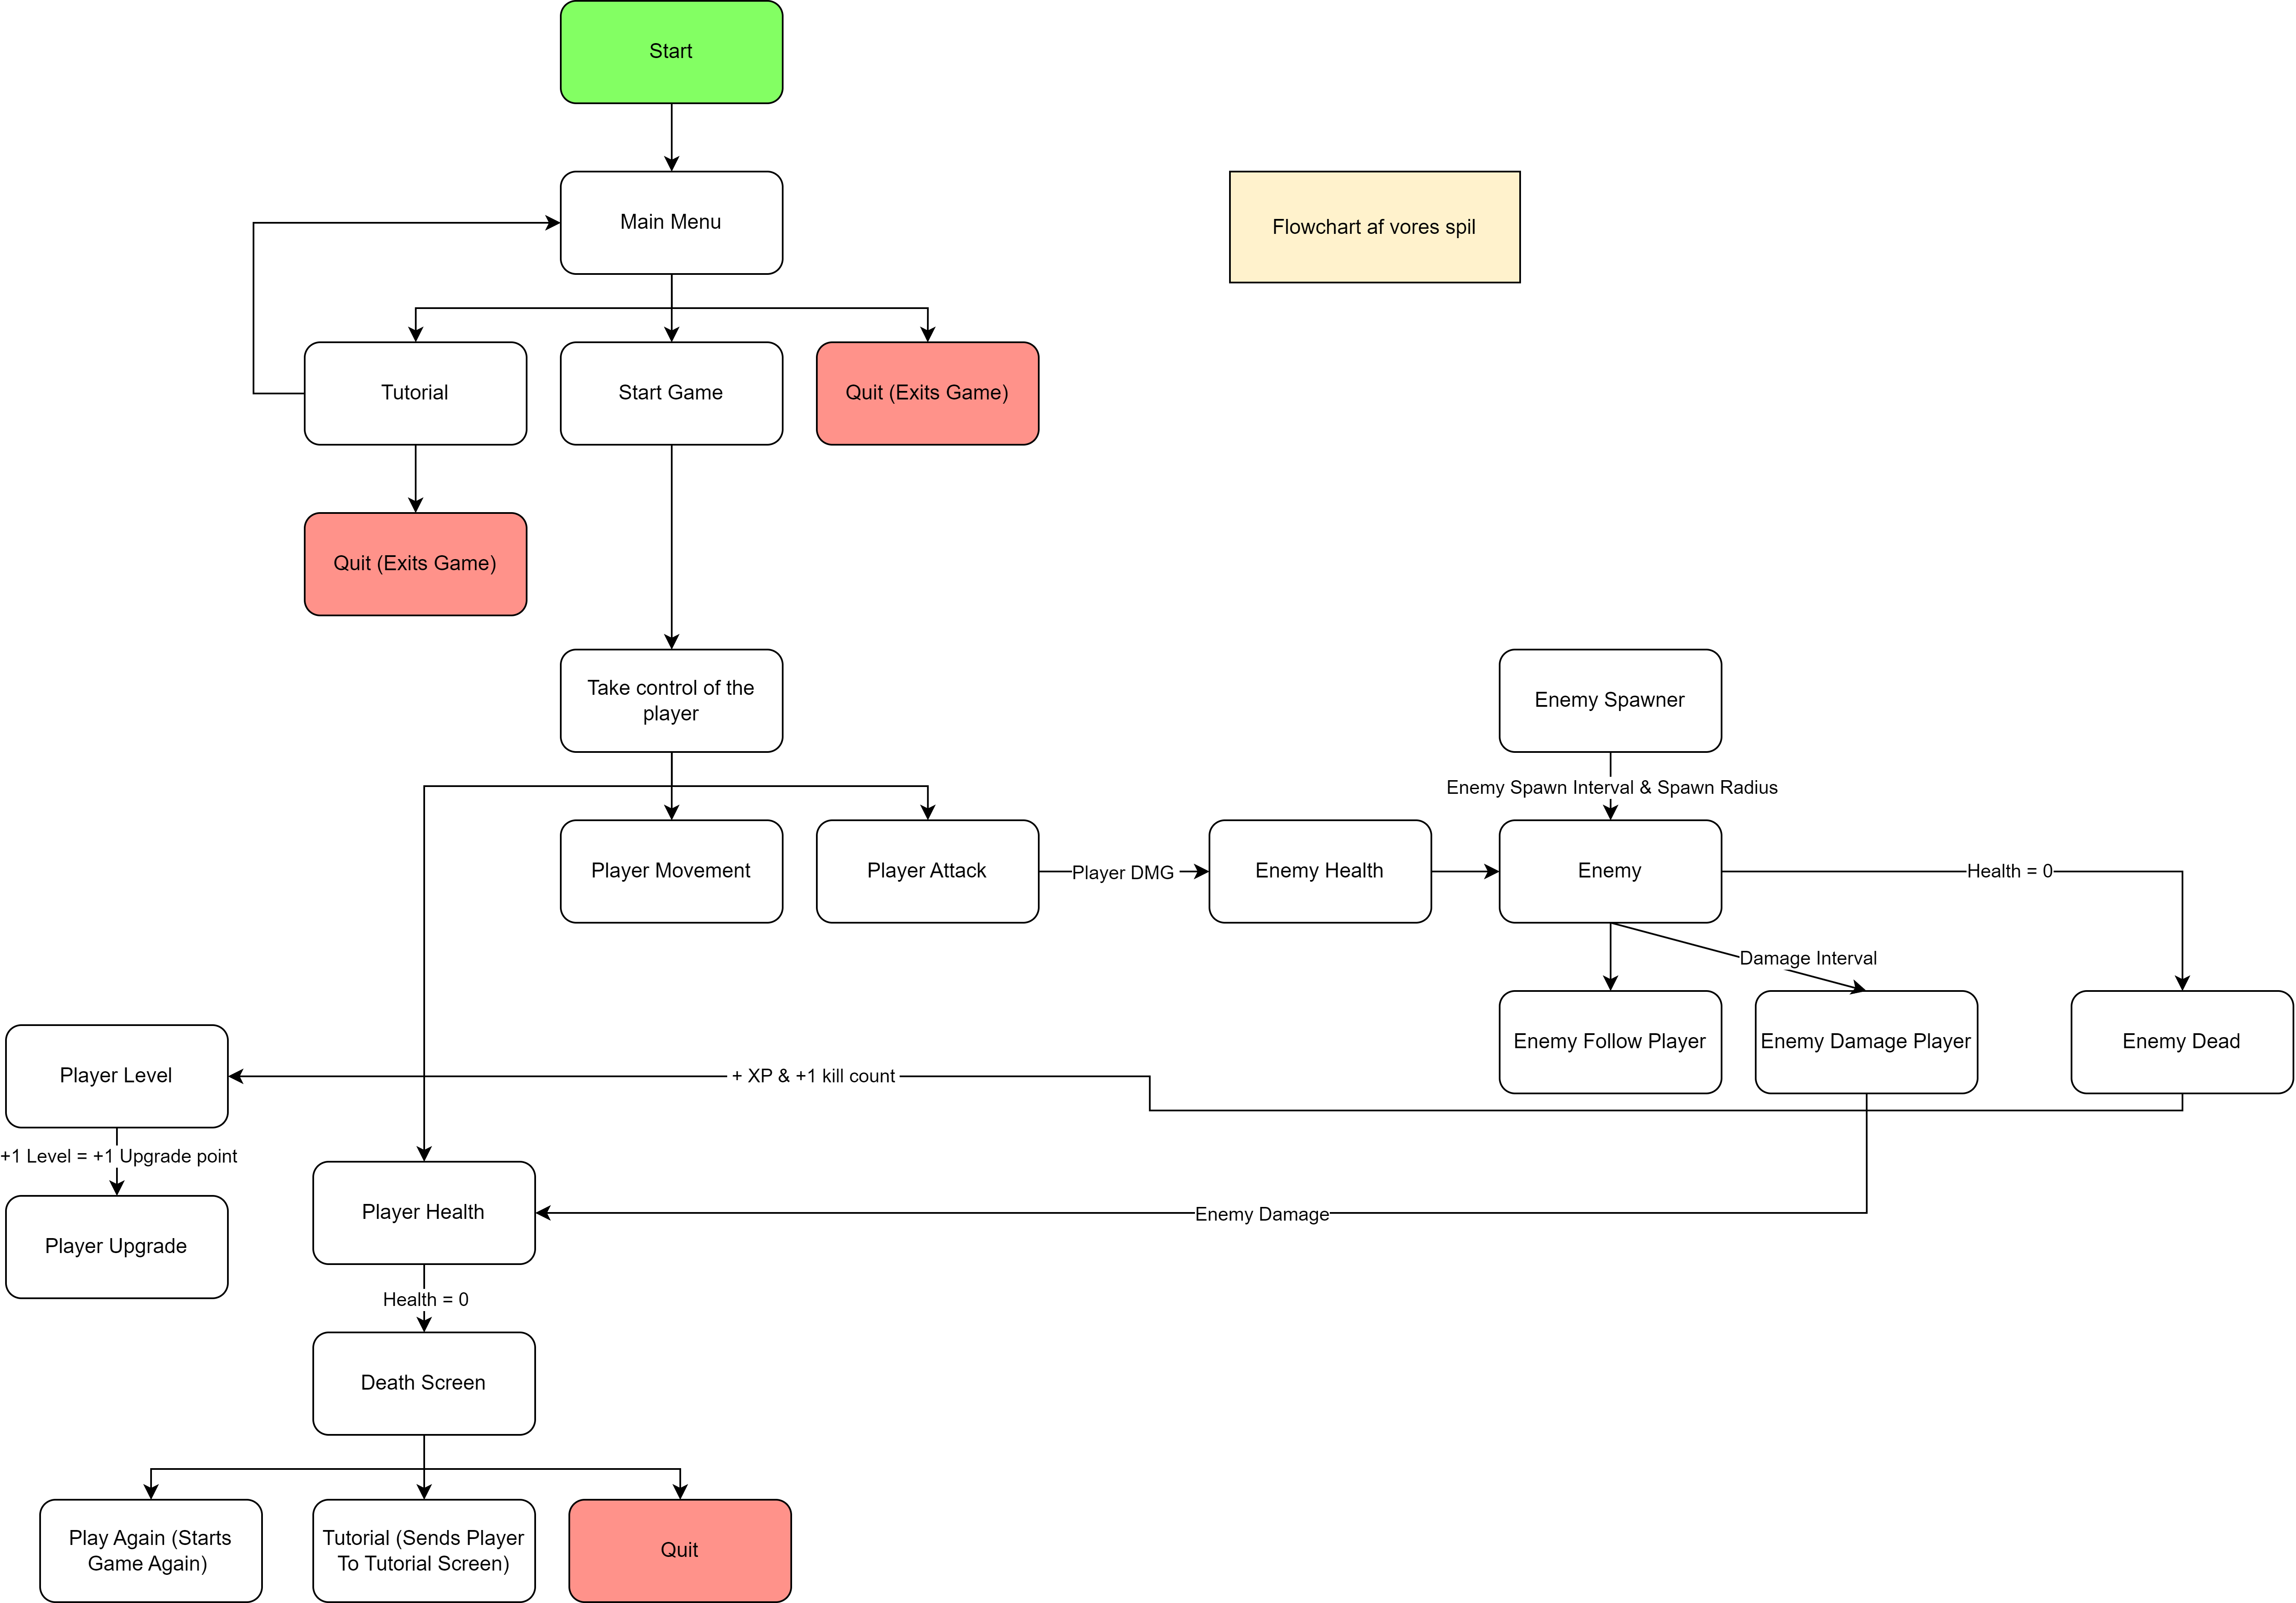 Start
Main Menu
Flowchart af vores spil
Tutorial
Start Game
Quit (Exits Game)
Quit (Exits Game)
Take control of the
player
Enemy Spawner
Enemy Spawn Interval & Spawn Radius
Player Movement
Player Attack
Player DMG
Enemy Health
Enemy
Health = 0
Damage Interval
Enemy Follow Player
Enemy Damage Player
Enemy Dead
Player Level
+ XP & +1 kill count
+1 Level = +1 Upgrade point
Player Upgrade
Player Health
Enemy Damage
Health = 0
Death Screen
Play Again (Starts
Game Again)
Tutorial (Sends Player
To Tutorial Screen)
Quit